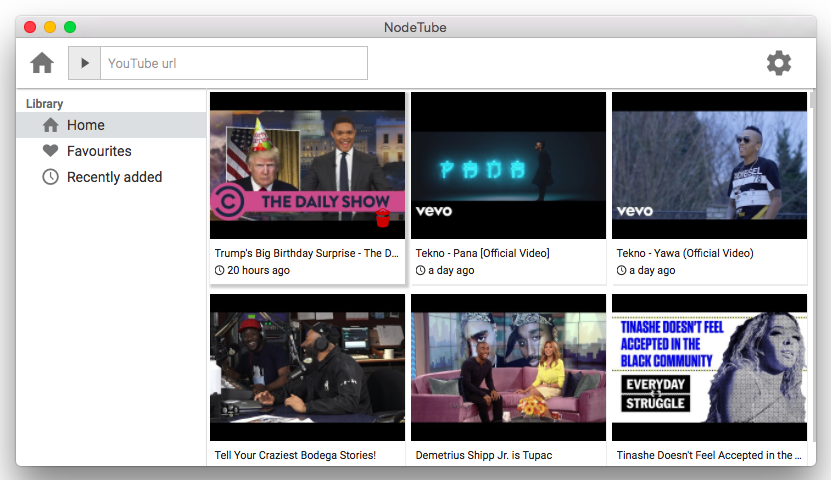 NodeTube
YouTube url
Library
Home
Favourites
Recently added
THE DAILY SHOW
Trump's Big Birthday Surprise - The D...
20 hours ago
PANA
vevo
Tekno - Pana [Official Video]
a day ago
DIESEL
vevo
Tekno - Yawa (Official Video)
a day ago
Tell Your Craziest Bodega Stories!
Demetrius Shipp Jr. is Tupac
TINASHE DOESN'T FEEL
ACCEPTED IN THE
BLACK COMMUNITY
EVERYDAY
STRUGGLE
Tinashe Doesn't Feel Accepted in the ...